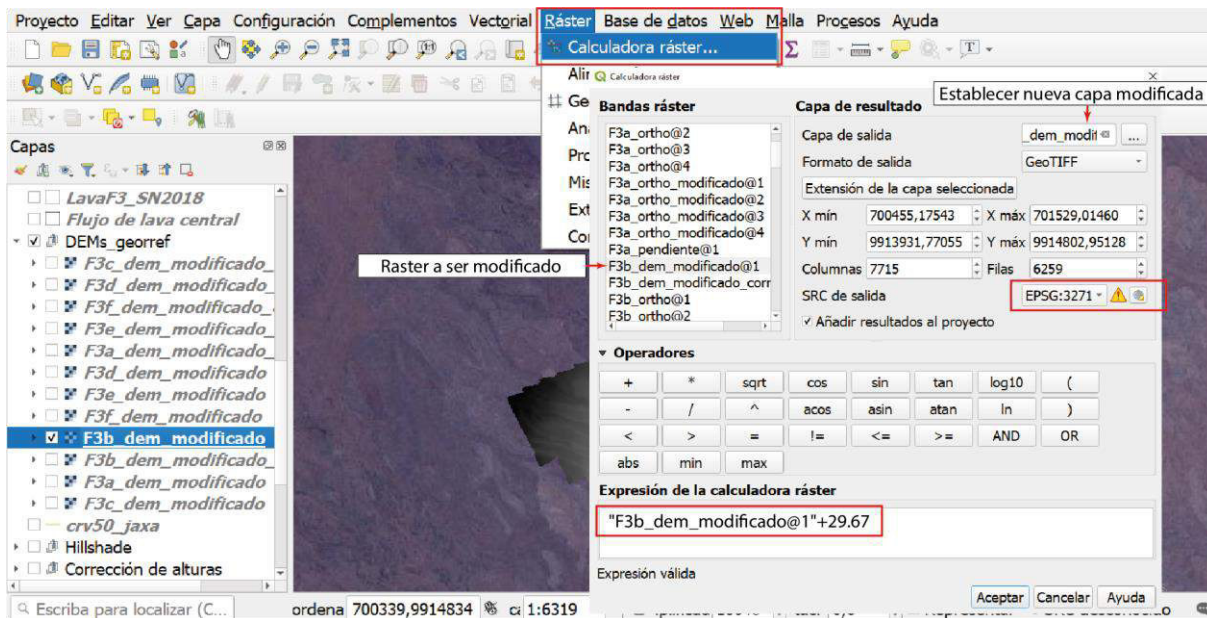 Proyecto Editar Ver Capa Configuración Complementos Vectorial Ráster Base de datos Web Malla Procesos Ayuda
Calculadora ráster...
Alir
Ge
An
Prc
Mis
Ext
Co
Calculadora ráster
Establecer nueva capa modificada
Capas
LavaF3_SN2018
Flujo de lava central
DEMs_georref
F3c_dem_modificado_
F3d_dem_modificado_
F3f_dem_modificado_
F3e_dem_modificado_
F3a_dem_modificado_
F3d_dem_modificado
F3e_dem_modificado
F3f_dem_modificado
F3b_dem_modificado
F3b_dem_modificado_
F3a_dem_modificado
F3c_dem_modificado
crv50_jaxa
Hillshade
Corrección de alturas
Raster a ser modificado
Bandas ráster
F3a_ortho@2
F3a_ortho@3
F3a_ortho@4
F3a_ortho_modificado@1
F3a_ortho_modificado@2
F3a_ortho_modificado@3
F3a_ortho_modificado@4
F3a_pendiente@1
F3b_dem_modificado@1
F3b_dem_modificado_corr
F3b_ortho@1
F3b_ortho@2
Capa de resultado
Capa de salida _dem_modif ...
Formato de salida GeoTIFF
Extensión de la capa seleccionada
X mín 700455,17543 X máx 701529,01460
Y mín 9913931,77055 Y máx 9914802,95128
Columnas 7715 Filas 6259
SRC de salida EPSG:3271
Añadir resultados al proyecto
Operadores
+ * sqrt cos sin tan log10 (
- / ^ acos asin atan ln )
< > = != <= >= AND OR
abs min max
Expresión de la calculadora ráster
"F3b_dem_modificado@1"+29.67
Expresión válida
Aceptar Cancelar Ayuda
Escriba para localizar (C... ordena 700339,9914834 1:6319